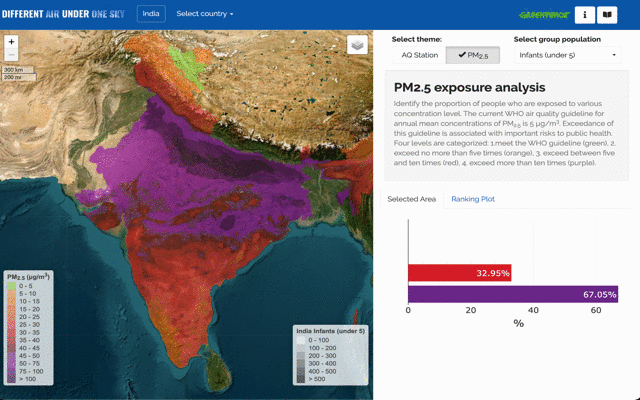 DIFFERENT AIR UNDER ONE SKY
India
Select country
GREENPEACE
i
+
−
300 km
200 mi
Select theme:
Select group population
AQ Station
✔ PM2.5
Infants (under 5)
PM2.5 exposure analysis
Identify the proportion of people who are exposed to various
concentration level. The current WHO air quality guideline for
annual mean concentrations of PM2.5 is 5 µg/m³. Exceedance of
this guideline is associated with important risks to public health.
Four levels are categorized: 1.meet the WHO guideline (green), 2.
exceed no more than five times (orange), 3. exceed between five
and ten times (red), 4. exceed more than ten times (purple).
Selected Area
Ranking Plot
32.95%
67.05%
0
20
40
60
%
PM2.5 (µg/m³)
0 - 5
5 - 10
10 - 15
15 - 20
20 - 25
25 - 30
30 - 35
35 - 40
40 - 45
45 - 50
50 - 75
75 - 100
> 100
India Infants (under 5)
0 - 100
100 - 200
200 - 300
300 - 400
400 - 500
> 500